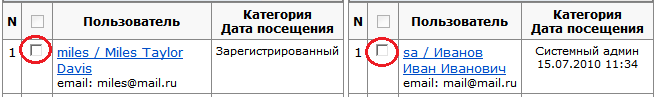 N Пользователь Категория
Дата посещения
1 miles / Miles Taylor Зарегистрированный
Davis
email: miles@mail.ru
N Пользователь Категория
Дата посещения
1 sa / Иванов Системный админ
Иван Иванович 15.07.2010 11:34
email: mail@mail.ru